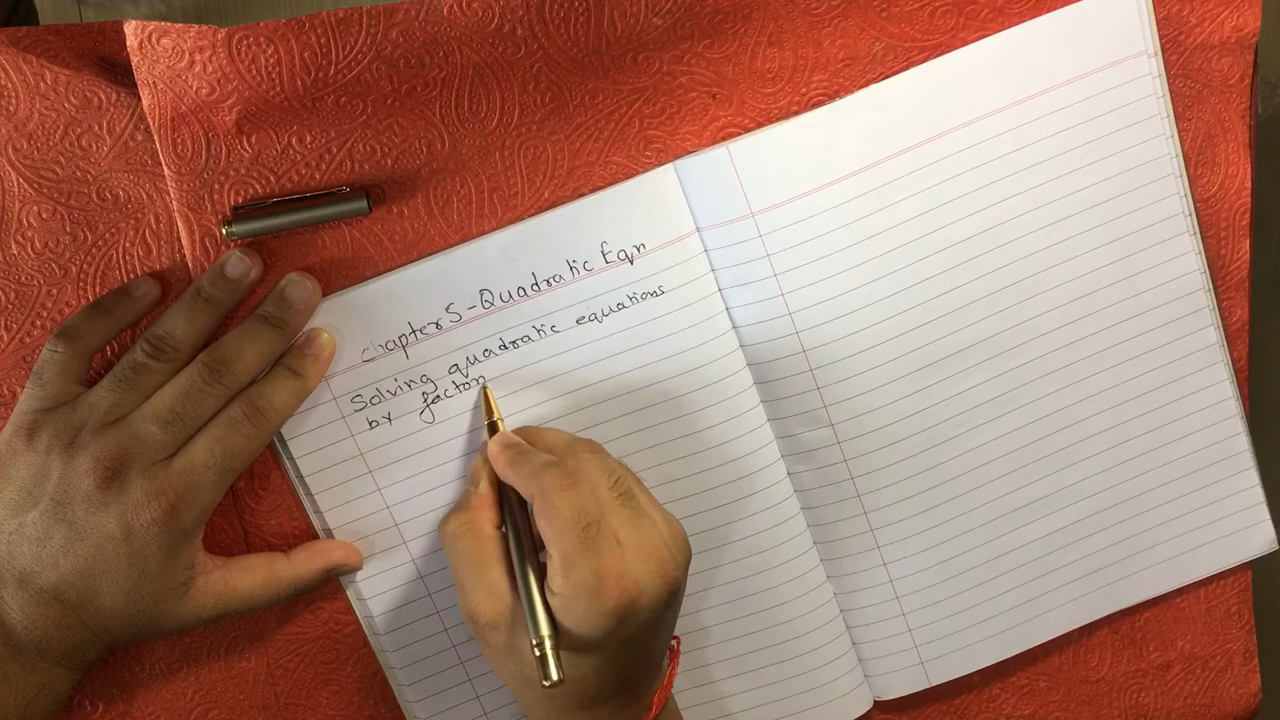 Chapter 5 - Quadratic Eqn
Solving quadratic equations
by factor